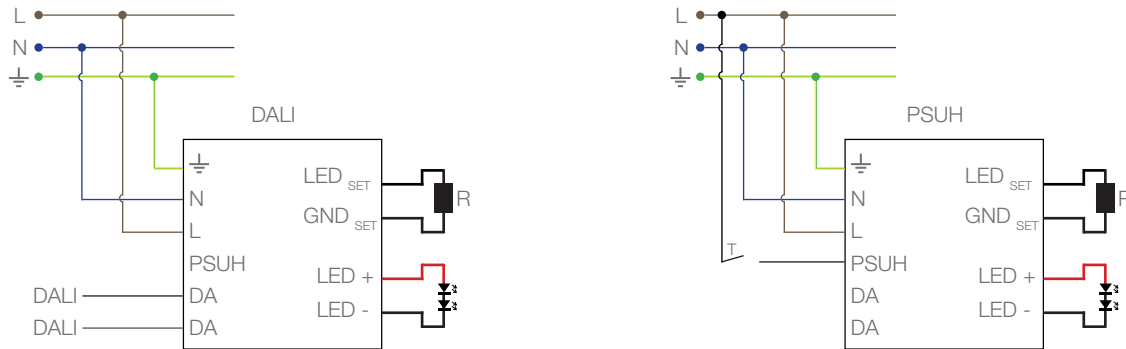 L
N
DALI
N
L
PSUH
DALI DA
DALI DA
LED SET
GND SET
LED +
LED -
R
L
N
PSUH
T
N
L
PSUH
DA
DA
LED SET
GND SET
LED +
LED -
R